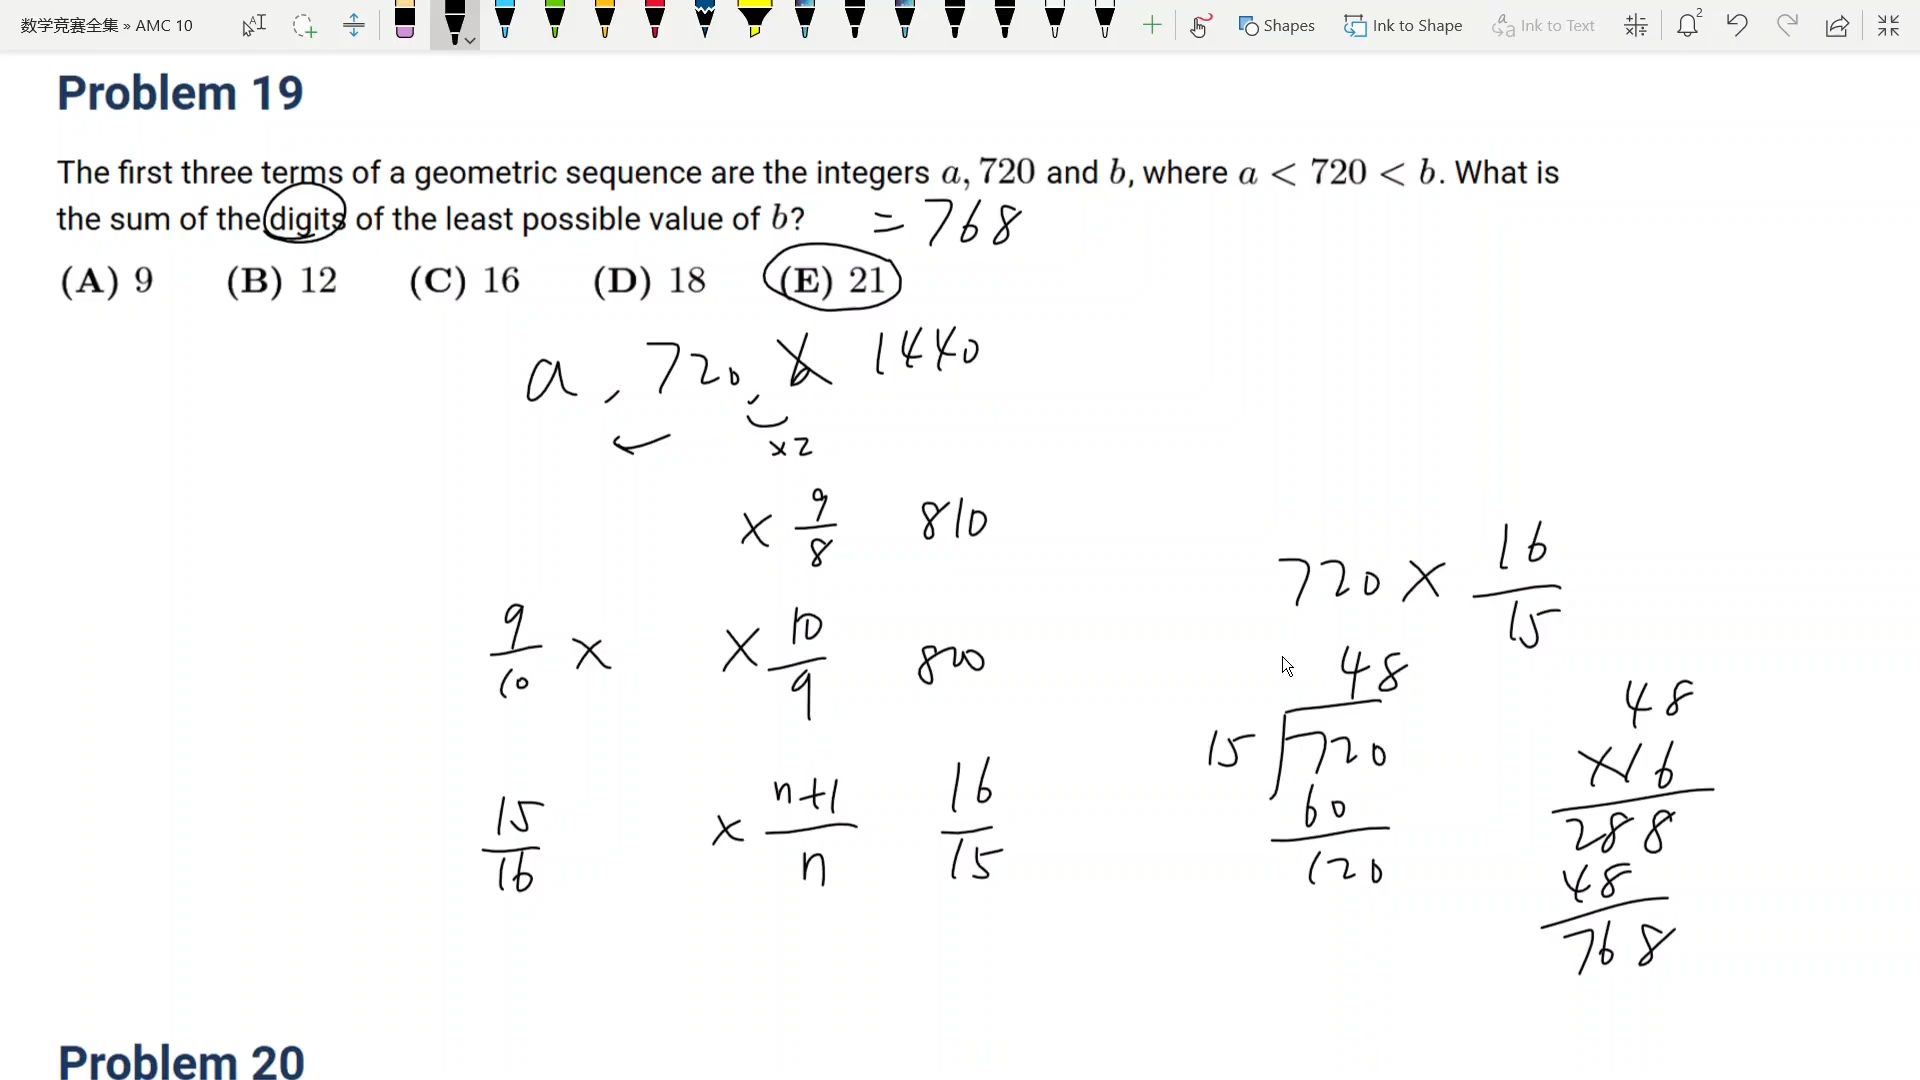 数学竞赛全集 » AMC 10
Shapes
Ink to Shape
Ink to Text
2
Problem 19
The first three terms of a geometric sequence are the integers a, 720 and b, where a < 720 < b. What is
the sum of the digits of the least possible value of b? = 768
(A) 9 (B) 12 (C) 16 (D) 18 (E) 21
a, 720, b 1440
×2
× 9/8 810
9/10 × × 10/9 800
15/16 × n+1/n 16/15
720 × 16/15
48
15 720
60
120
48
×16
288
48
768
Problem 20